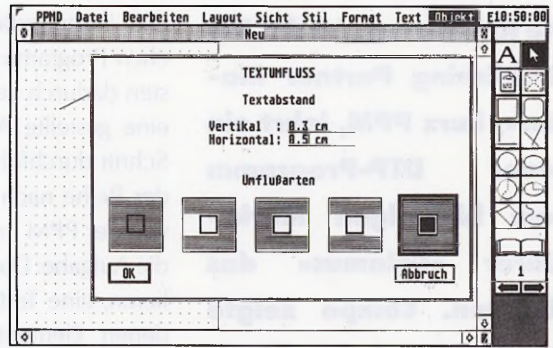 PPMD Datei Bearbeiten Layout Sicht Stil Format Text Objekt E10:50:00
Neu
A
TEXTUMFLUSS
Textabstand
Vertikal : 0.3 cm
Horizontal: 0.5 cm
Umflußarten
OK
Abbruch
1